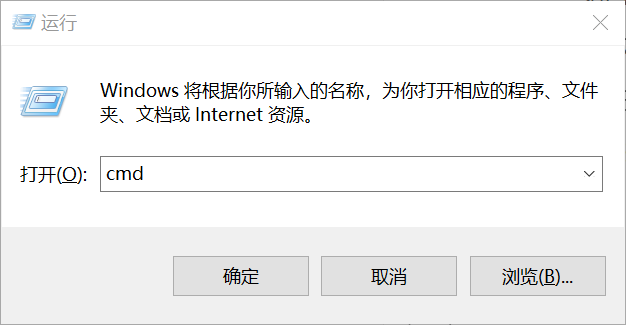 运行
Windows 将根据你所输入的名称，为你打开相应的程序、文件
夹、文档或 Internet 资源。
打开(O): cmd
确定 取消 浏览(B)...